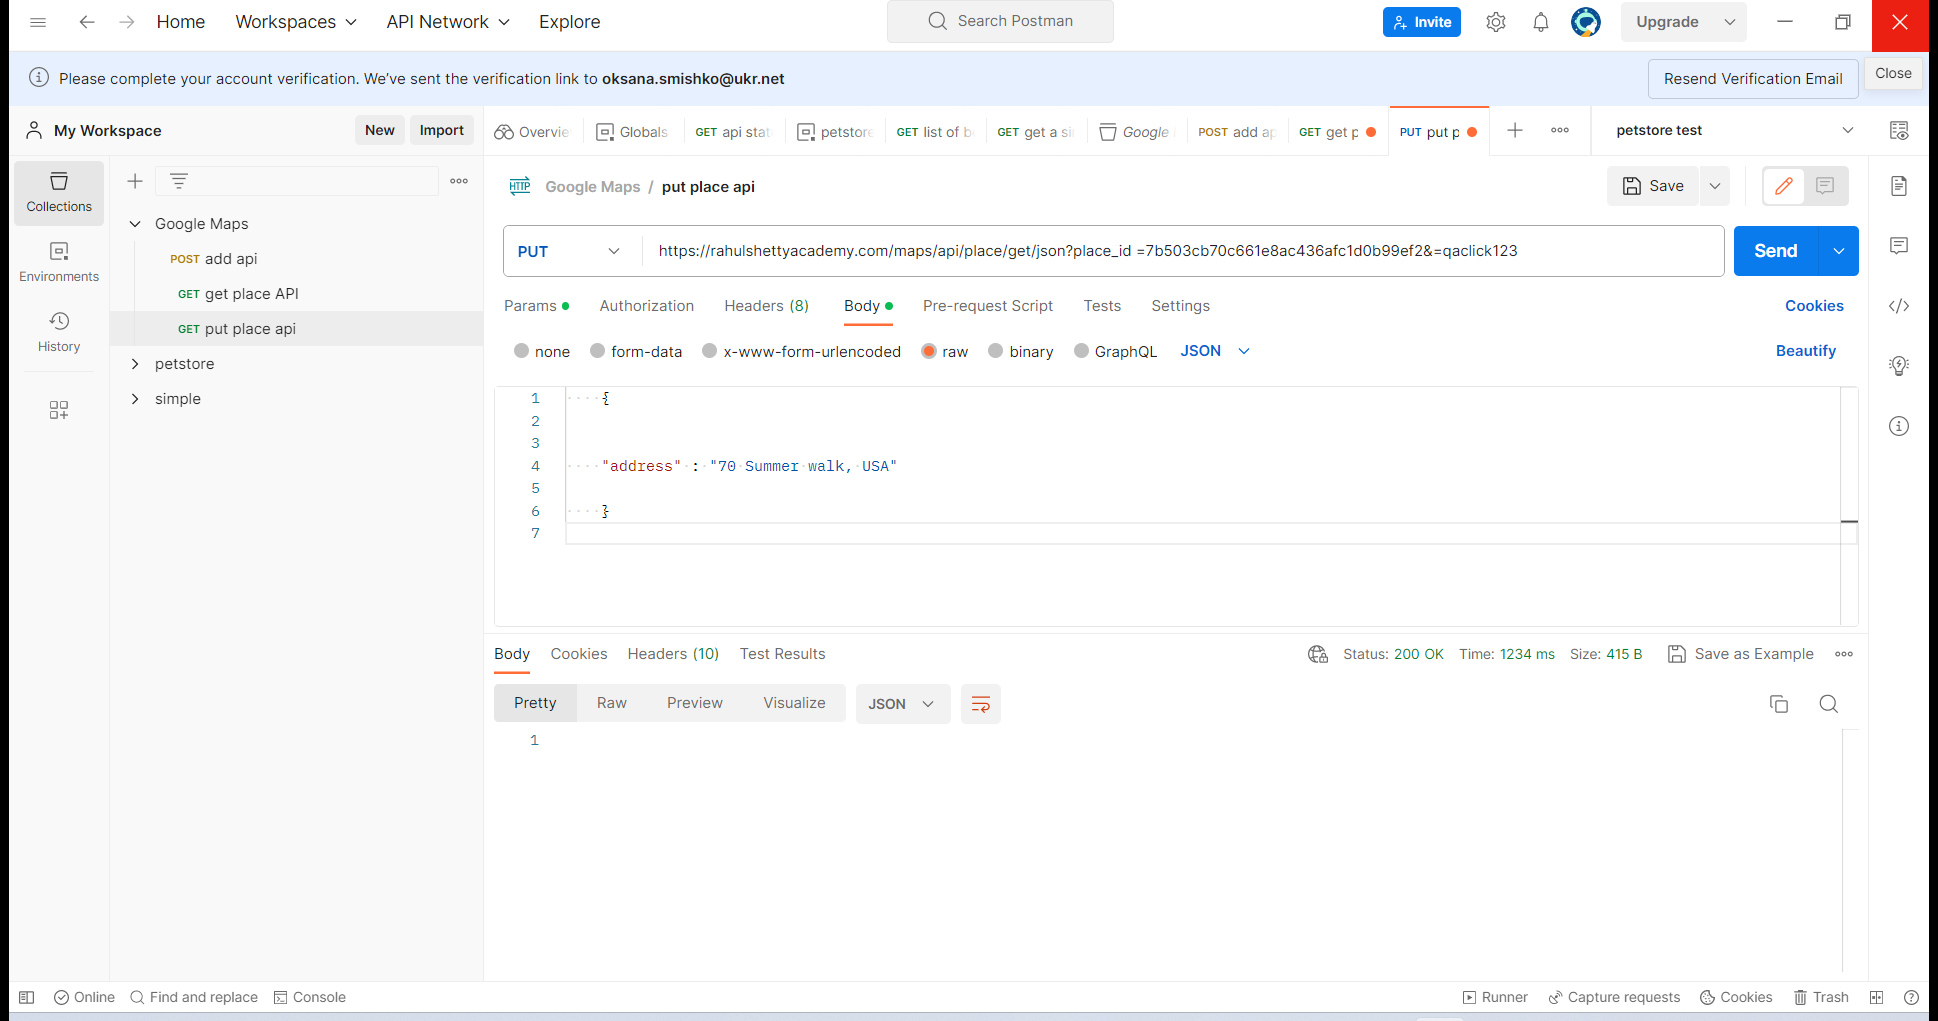 Home Workspaces API Network Explore Search Postman Invite Upgrade
Please complete your account verification. We've sent the verification link to oksana.smishko@ukr.net Resend Verification Email Close
My Workspace New Import
Overvie Globals GET api stat petstore GET list of b GET get a si Google POST add ap GET get p PUT put p petstore test
Collections
Environments
History
Google Maps
POST add api
GET get place API
GET put place api
petstore
simple
HTTP Google Maps / put place api Save
PUT https://rahulshettyacademy.com/maps/api/place/get/json?place_id =7b503cb70c661e8ac436afc1d0b99ef2&=qaclick123 Send
Params Authorization Headers (8) Body Pre-request Script Tests Settings Cookies
none form-data x-www-form-urlencoded raw binary GraphQL JSON Beautify
1 {
2
3
4 "address" : "70 Summer walk, USA"
5
6 }
7
Body Cookies Headers (10) Test Results Status: 200 OK Time: 1234 ms Size: 415 B Save as Example
Pretty Raw Preview Visualize JSON
1
Online Find and replace Console Runner Capture requests Cookies Trash